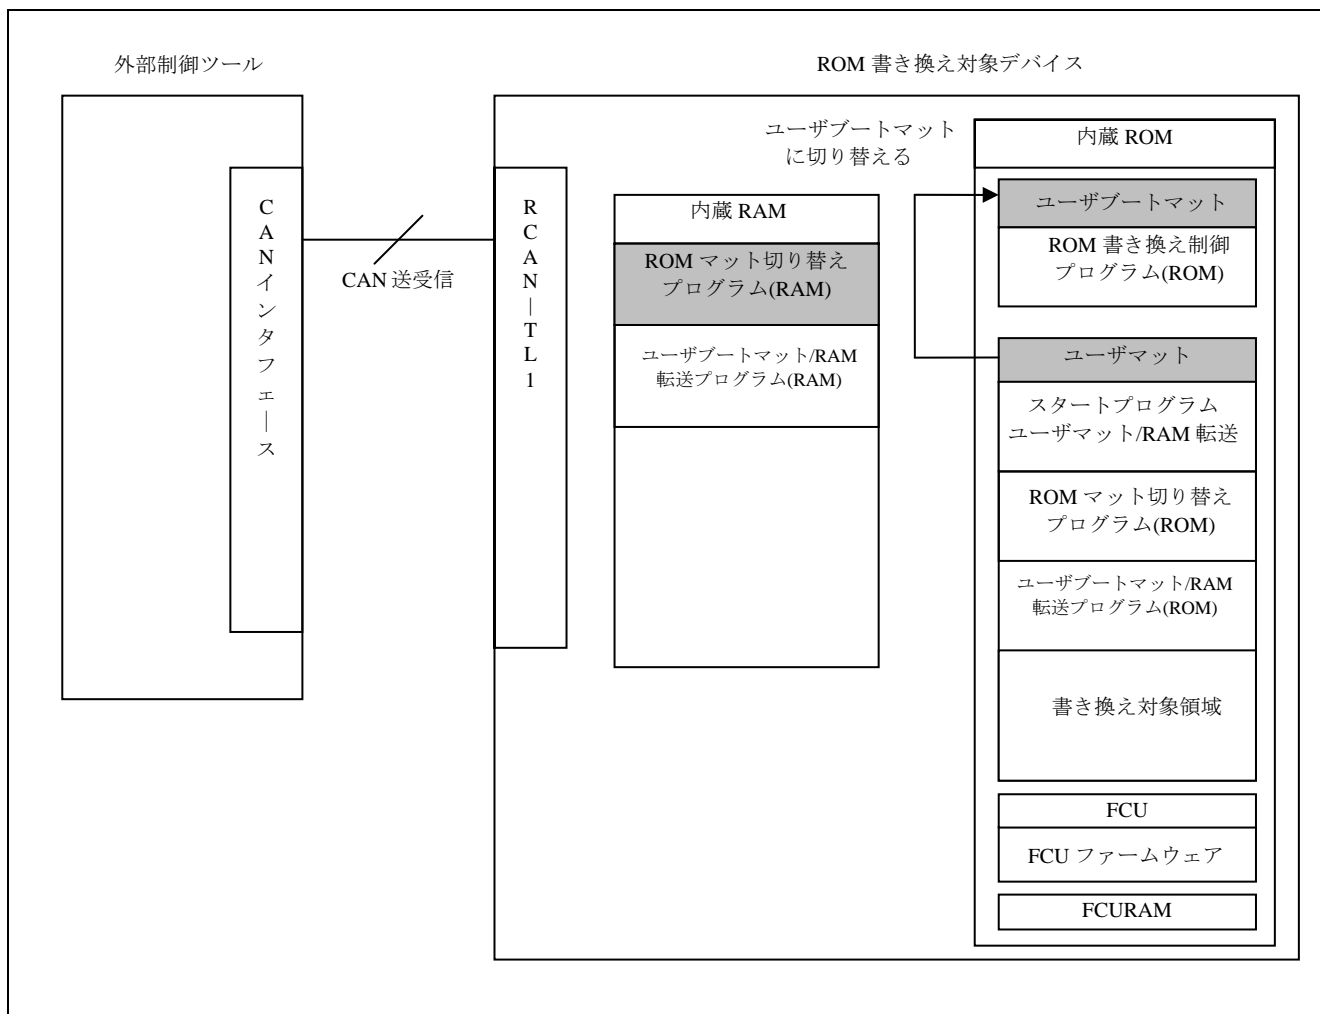 外部制御ツール
ROM 書き換え対象デバイス
CANインタフェ―ス
CAN 送受信
RCAN―TL1
内蔵 RAM
ROM マット切り替え
プログラム(RAM)
ユーザブートマット/RAM
転送プログラム(RAM)
ユーザブートマット
に切り替える
内蔵 ROM
ユーザブートマット
ROM 書き換え制御
プログラム(ROM)
ユーザマット
スタートプログラム
ユーザマット/RAM 転送
ROM マット切り替え
プログラム(ROM)
ユーザブートマット/RAM
転送プログラム(ROM)
書き換え対象領域
FCU
FCU ファームウェア
FCURAM